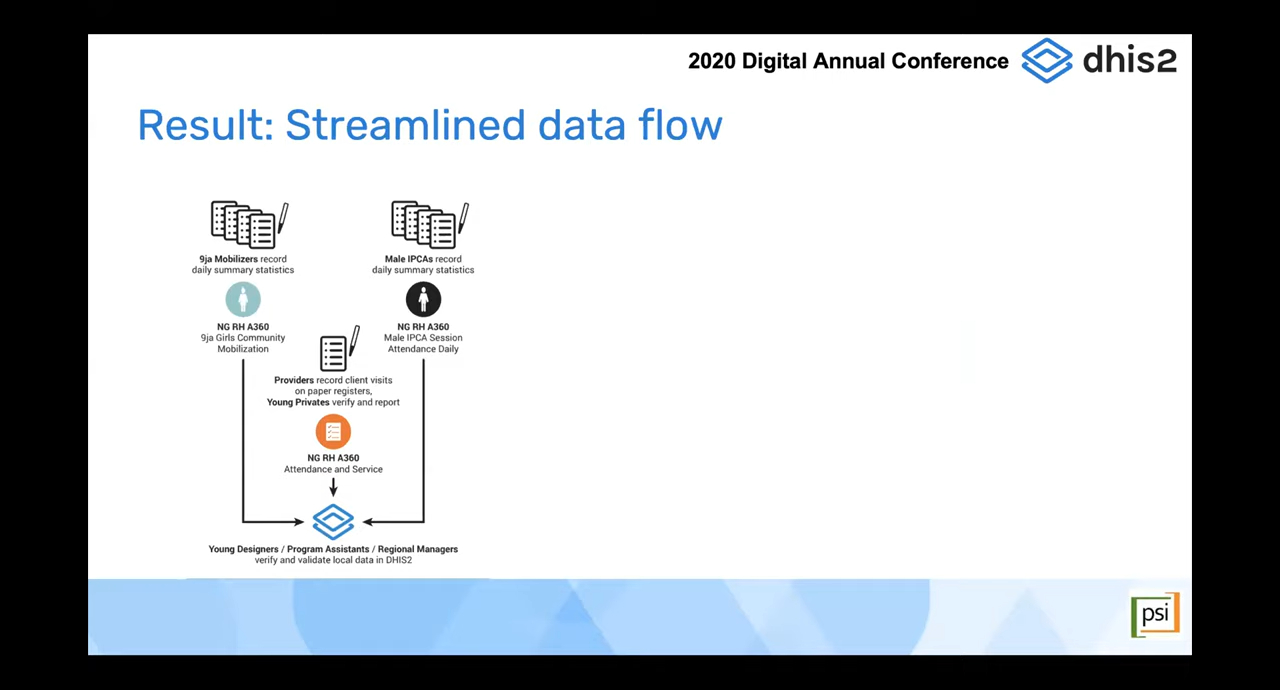 2020 Digital Annual Conference
dhis2
Result: Streamlined data flow
9ja Mobilizers record
daily summary statistics
NG RH A360
9ja Girls Community
Mobilization
Male IPCAs record
daily summary statistics
NG RH A360
Male IPCA Session
Attendance Daily
Providers record client visits
on paper registers,
Young Privates verify and report
NG RH A360
Attendance and Service
Young Designers / Program Assistants / Regional Managers
verify and validate local data in DHIS2
psi